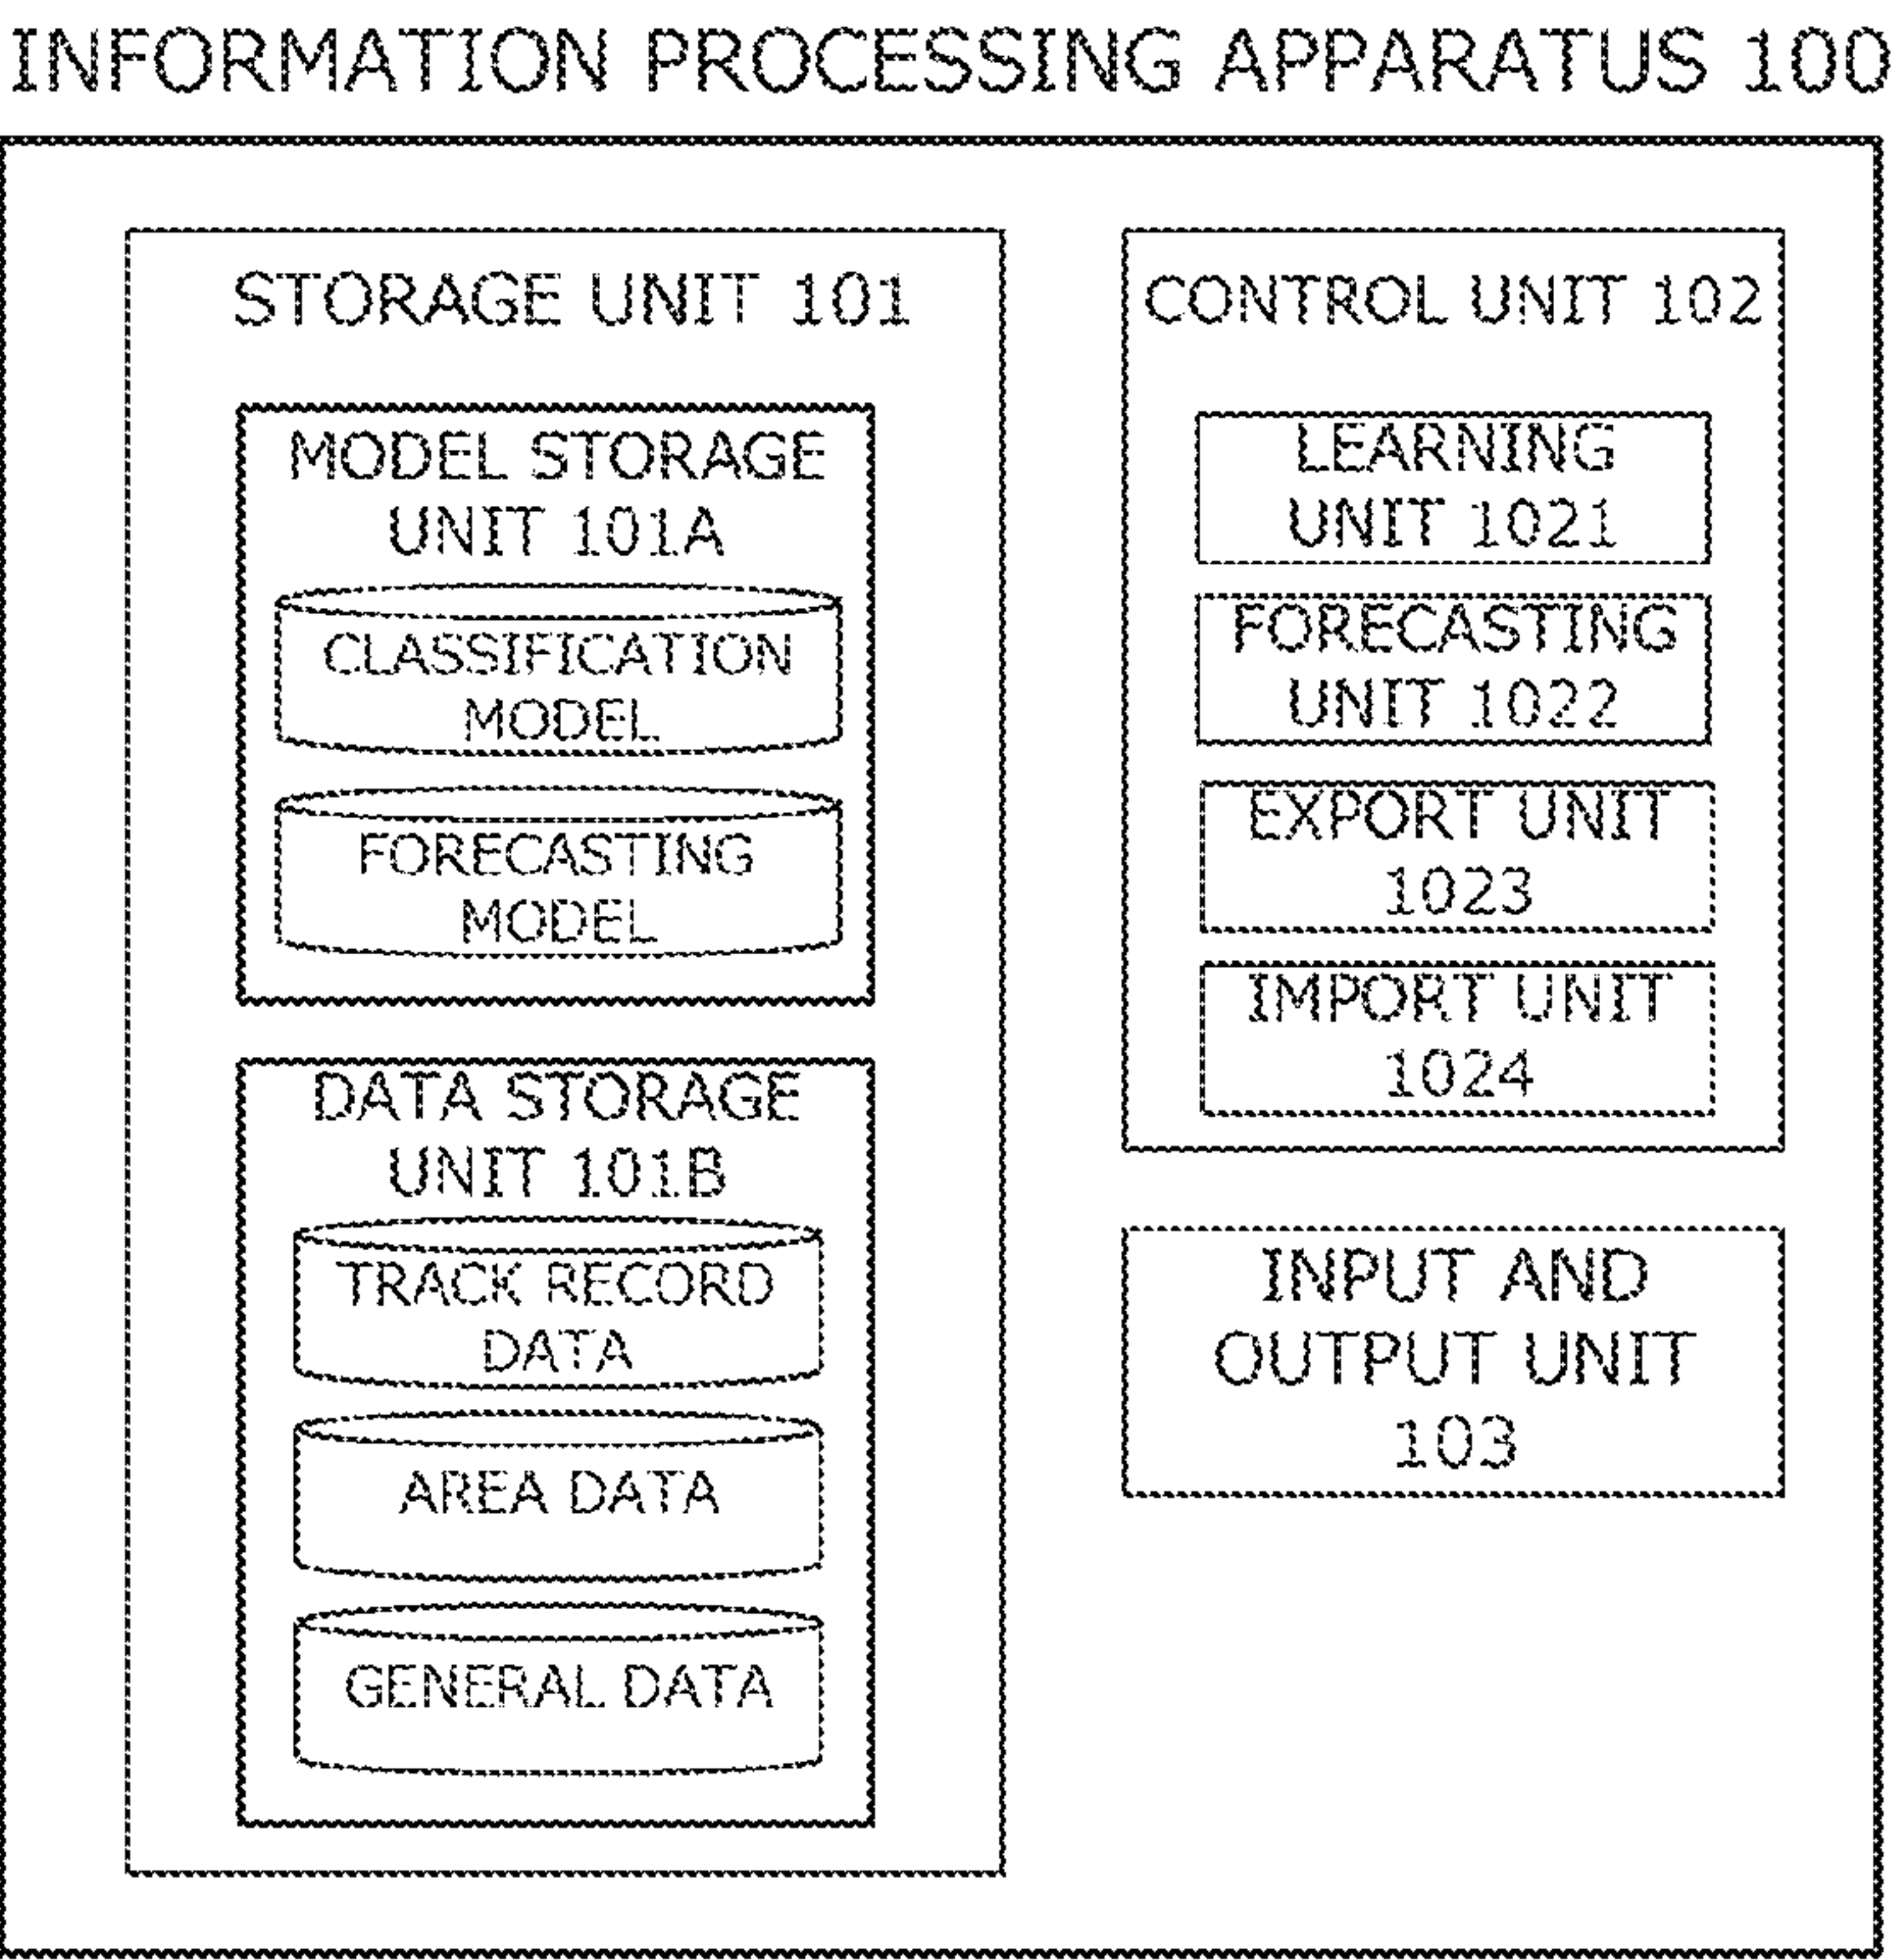 INFORMATION PROCESSING APPARATUS 100
STORAGE UNIT 101
MODEL STORAGE
UNIT 101A
CLASSIFICATION
MODEL
FORECASTING
MODEL
DATA STORAGE
UNIT 101B
TRACK RECORD
DATA
AREA DATA
GENERAL DATA
CONTROL UNIT 102
LEARNING
UNIT 1021
FORECASTING
UNIT 1022
EXPORT UNIT
1023
IMPORT UNIT
1024
INPUT AND
OUTPUT UNIT
103